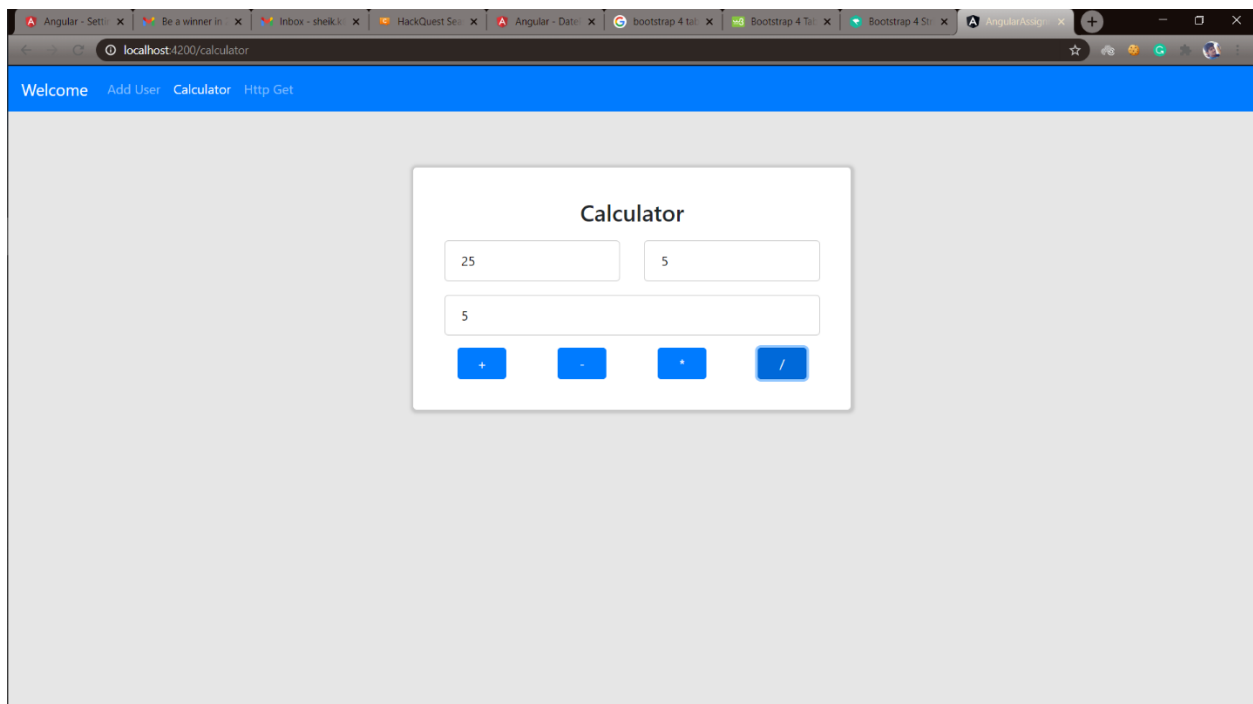 Angular - Setti Be a winner in Inbox - sheik.k HackQuest Sea Angular - Date bootstrap 4 tab Bootstrap 4 Tab Bootstrap 4 St AngularAssign
localhost:4200/calculator
Welcome Add User Calculator Http Get
Calculator
25 5
5
+ - * /